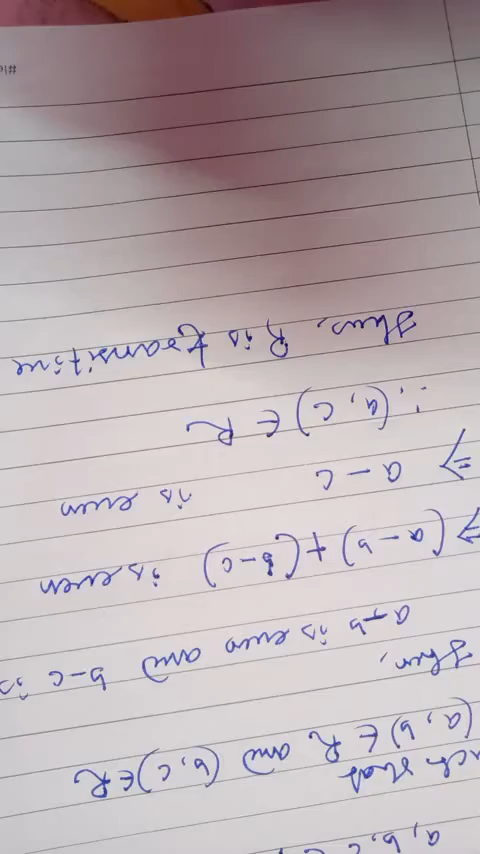 a, b, c
such that
(a, b) ∈ R and (b, c) ∈ R
Then,
a-b is even and b-c is
⇒ (a-b) + (b-c) is even
⇒ a - c is even
∴ (a, c) ∈ R
Thus, R is transitive